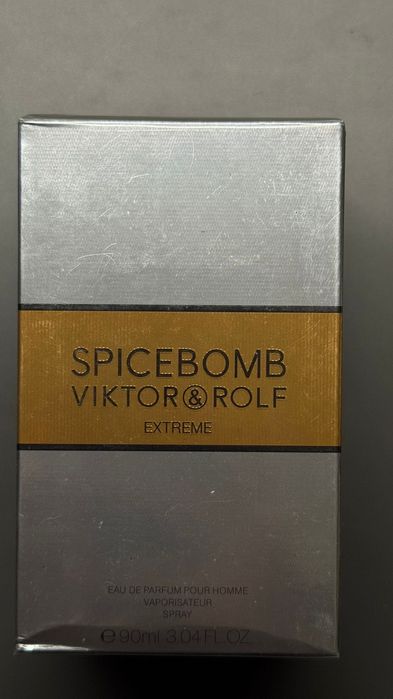 SPICEBOMB
VIKTOR&ROLF
EXTREME
EAU DE PARFUM POUR HOMME
VAPORISATEUR
SPRAY
℮ 90ml 3.04 FL.OZ.